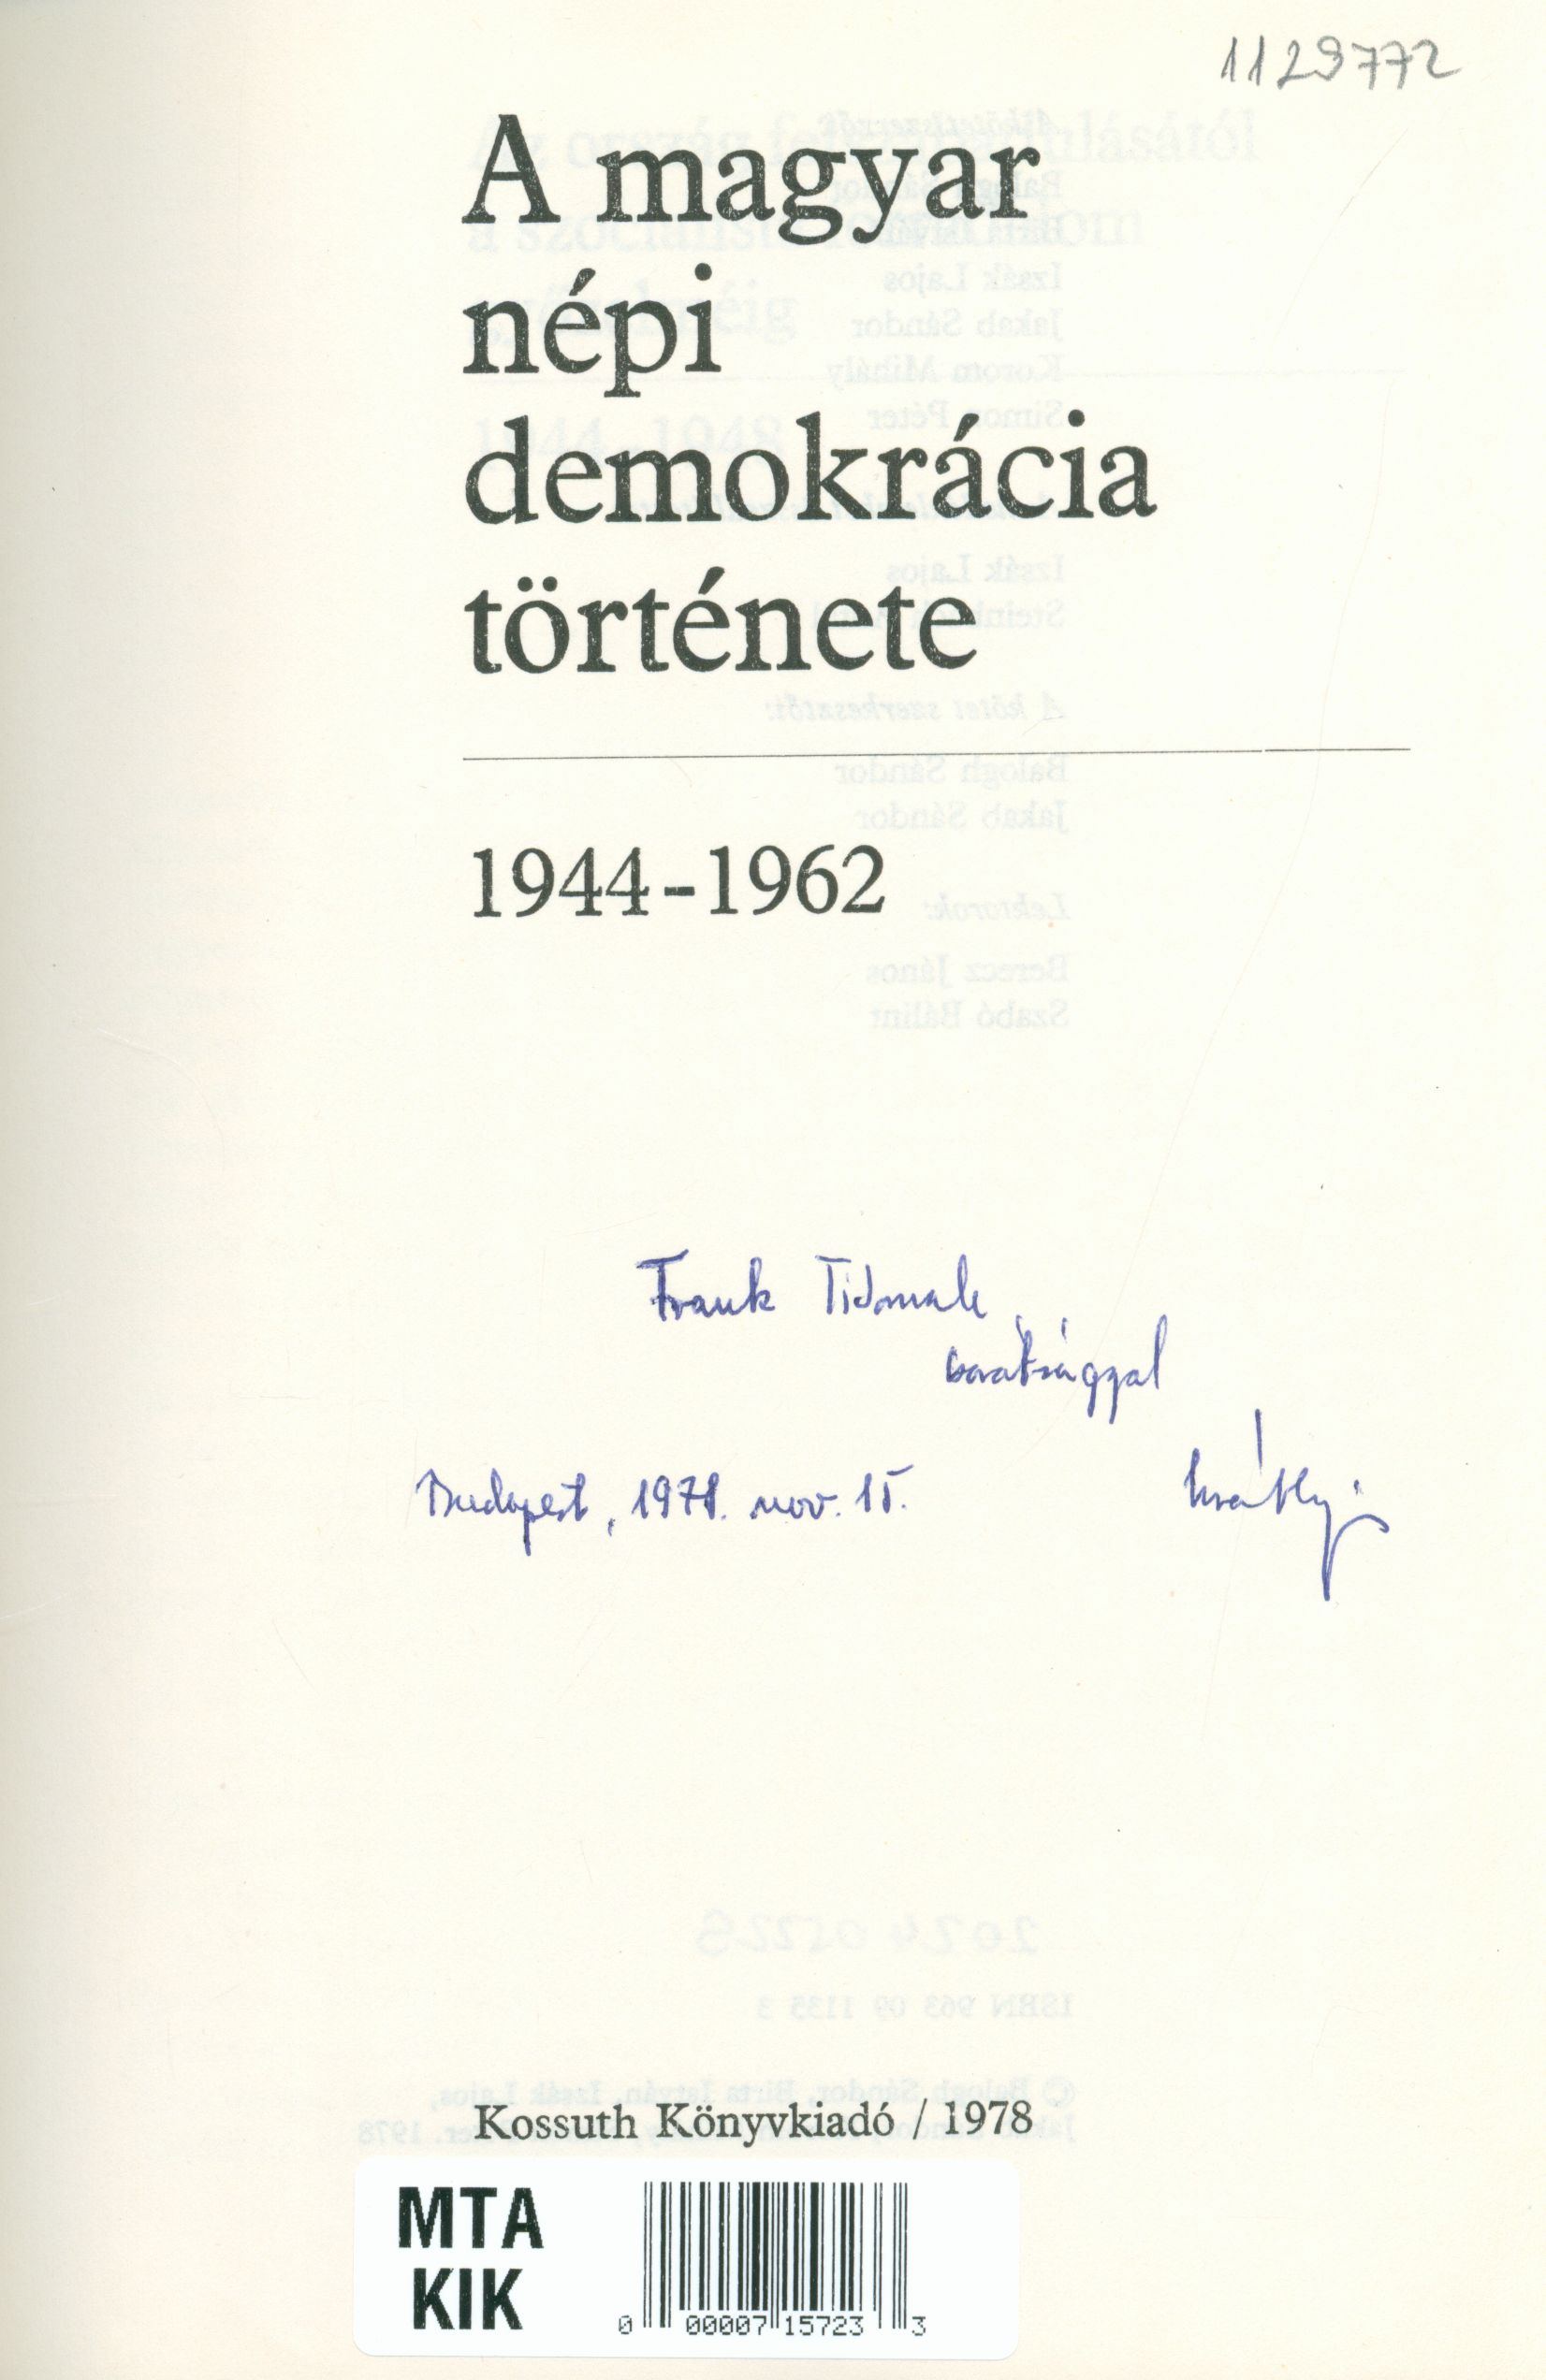 1129772
A magyar
népi
demokrácia
története
1944-1962
Frank Tibornak
barátsággal
Budapest, 1978. nov. 15.
Kossuth Könyvkiadó / 1978
MTA
KIK
0 00007 15723 3